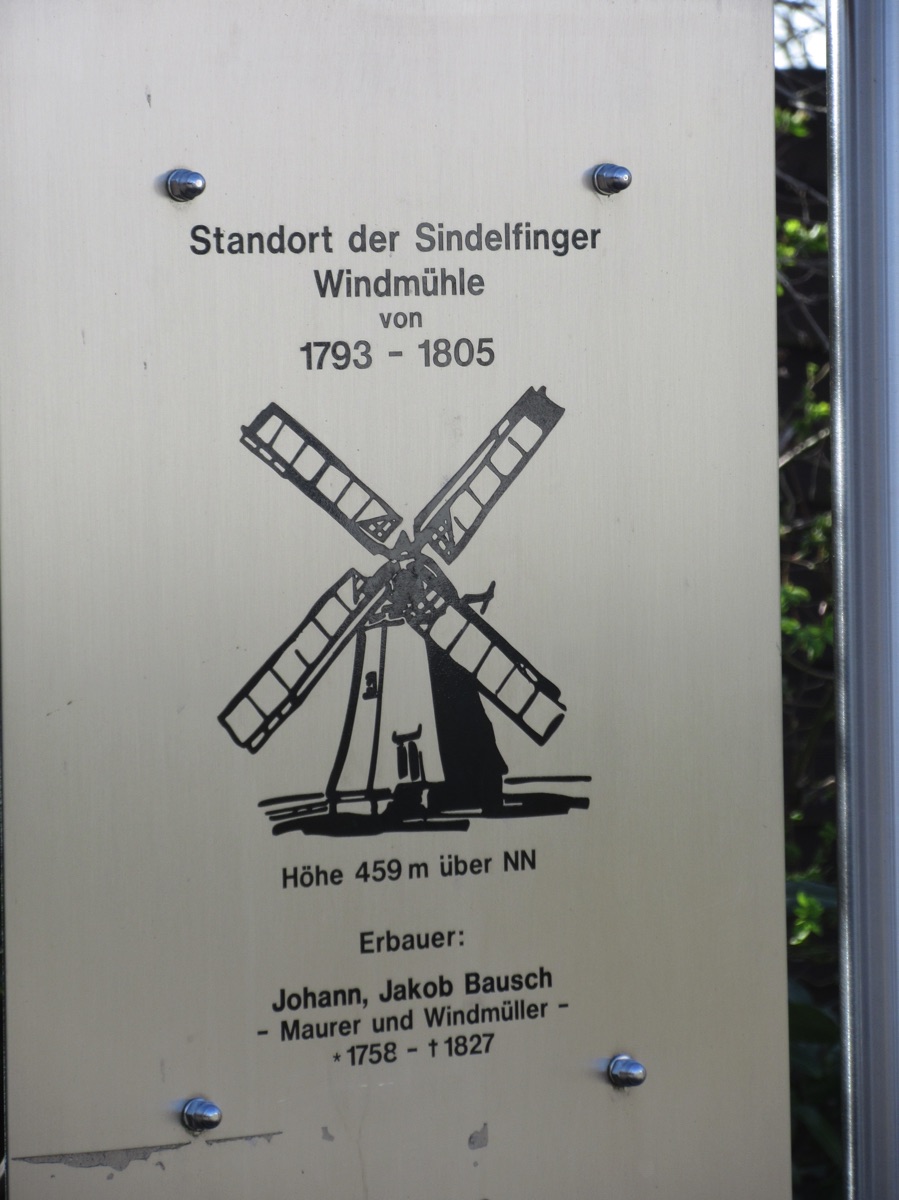 Standort der Sindelfinger
Windmühle
von
1793 - 1805
Höhe 459 m über NN
Erbauer:
Johann, Jakob Bausch
- Maurer und Windmüller -
* 1758 - † 1827